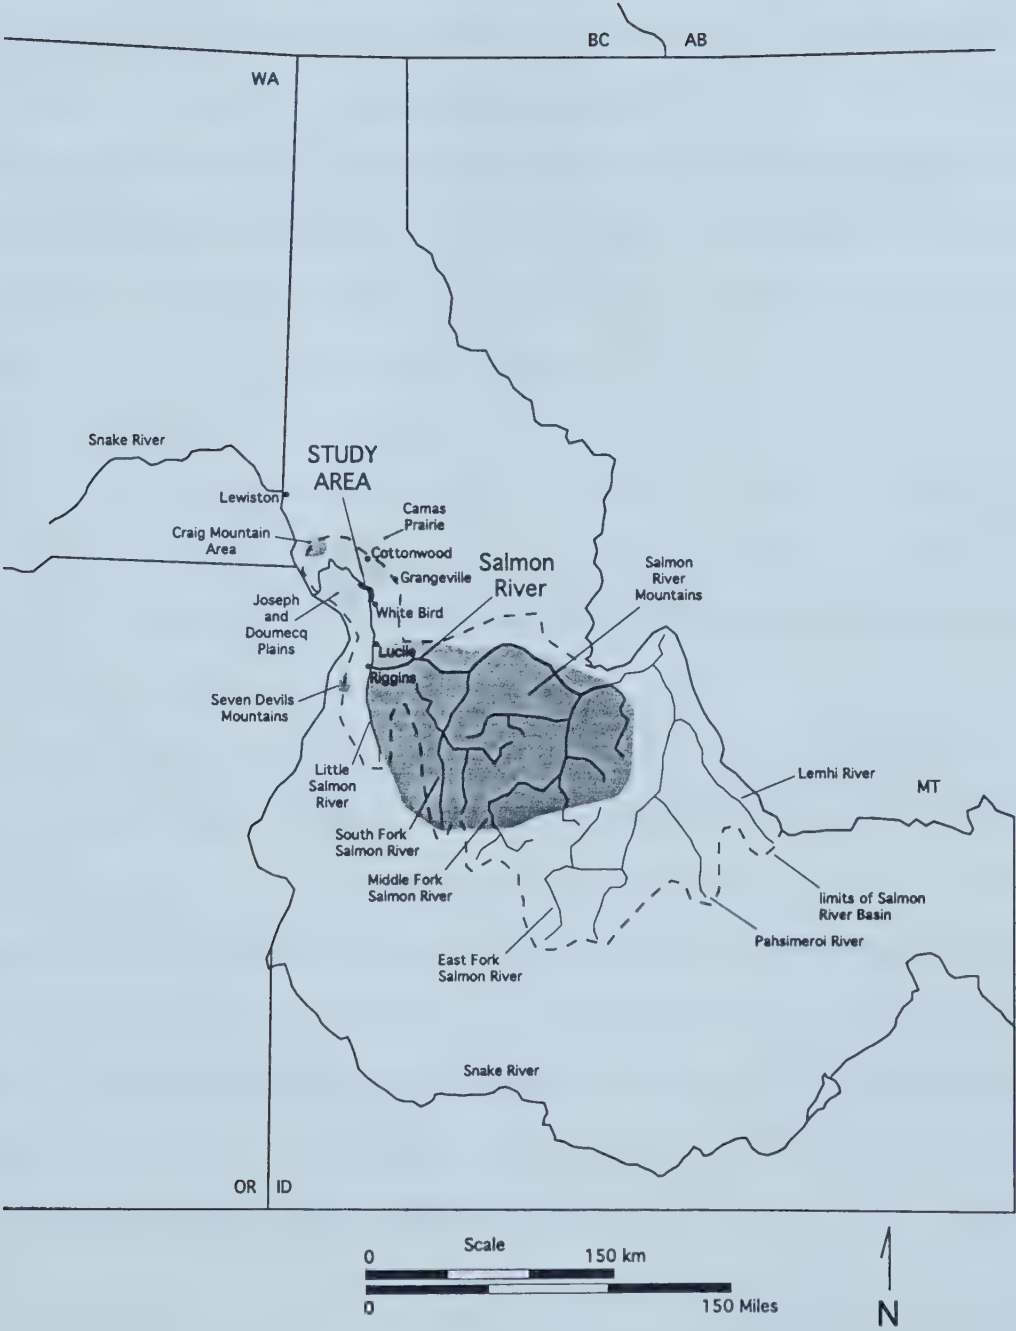 BC
AB
WA
Snake River
STUDY
AREA
Lewiston
Camas
Prairie
Craig Mountain
Area
Cottonwood
Salmon
River
Salmon
River
Mountains
Grangeville
Joseph
and
Doumecq
Plains
White Bird
Lucile
Riggins
Seven Devils
Mountains
Little
Salmon
River
Lemhi River
MT
South Fork
Salmon River
Middle Fork
Salmon River
limits of Salmon
River Basin
Pahsimeroi River
East Fork
Salmon River
Snake River
OR
ID
Scale
0
150 km
0
150 Miles
N